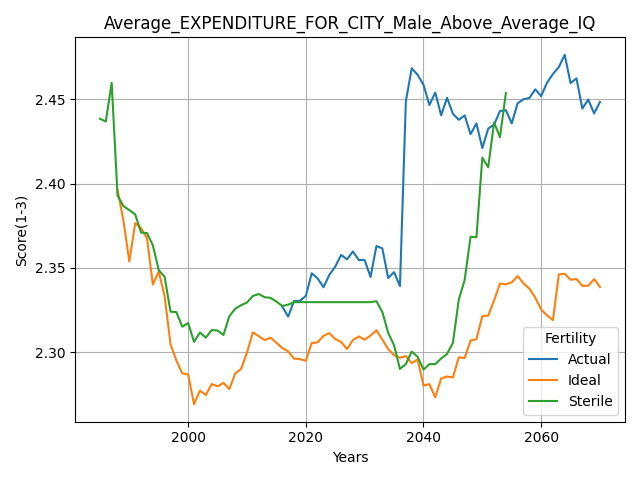 Average_EXPENDITURE_FOR_CITY_Male_Above_Average_IQ
2.45
2.40
2.35
2.30
Score(1-3)
2000
2020
2040
2060
Years
Fertility
Actual
Ideal
Sterile